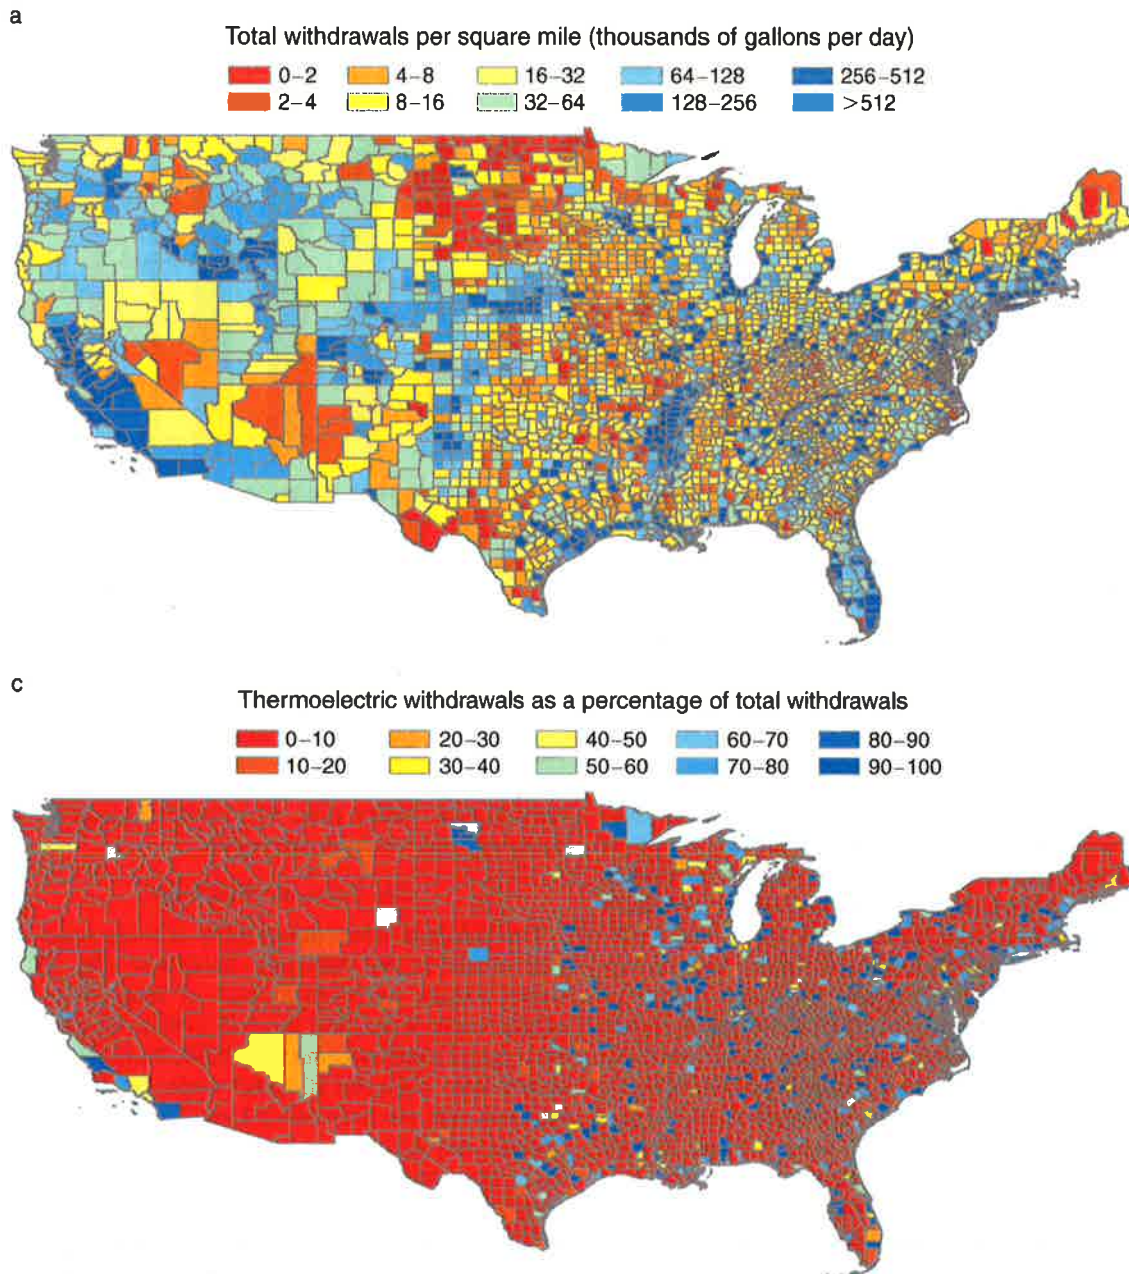 a
Total withdrawals per square mile (thousands of gallons per day)
0–2 4–8 16–32 64–128 256–512
2–4 8–16 32–64 128–256 >512
c
Thermoelectric withdrawals as a percentage of total withdrawals
0–10 20–30 40–50 60–70 80–90
10–20 30–40 50–60 70–80 90–100